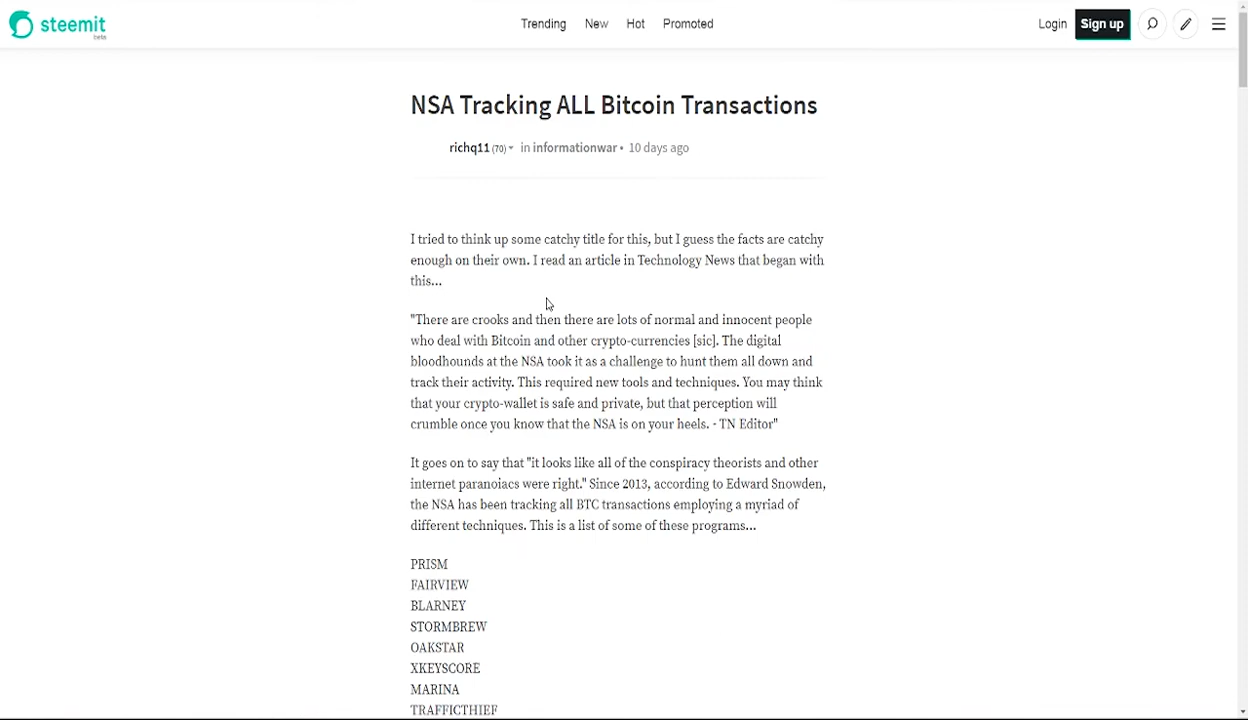 steemit
beta
Trending New Hot Promoted
Login Sign up
NSA Tracking ALL Bitcoin Transactions
richq11 (70) in informationwar • 10 days ago
I tried to think up some catchy title for this, but I guess the facts are catchy
enough on their own. I read an article in Technology News that began with
this...
"There are crooks and then there are lots of normal and innocent people
who deal with Bitcoin and other crypto-currencies [sic]. The digital
bloodhounds at the NSA took it as a challenge to hunt them all down and
track their activity. This required new tools and techniques. You may think
that your crypto-wallet is safe and private, but that perception will
crumble once you know that the NSA is on your heels. - TN Editor"
It goes on to say that "it looks like all of the conspiracy theorists and other
internet paranoiacs were right." Since 2013, according to Edward Snowden,
the NSA has been tracking all BTC transactions employing a myriad of
different techniques. This is a list of some of these programs...
PRISM
FAIRVIEW
BLARNEY
STORMBREW
OAKSTAR
XKEYSCORE
MARINA
TRAFFICTHIEF